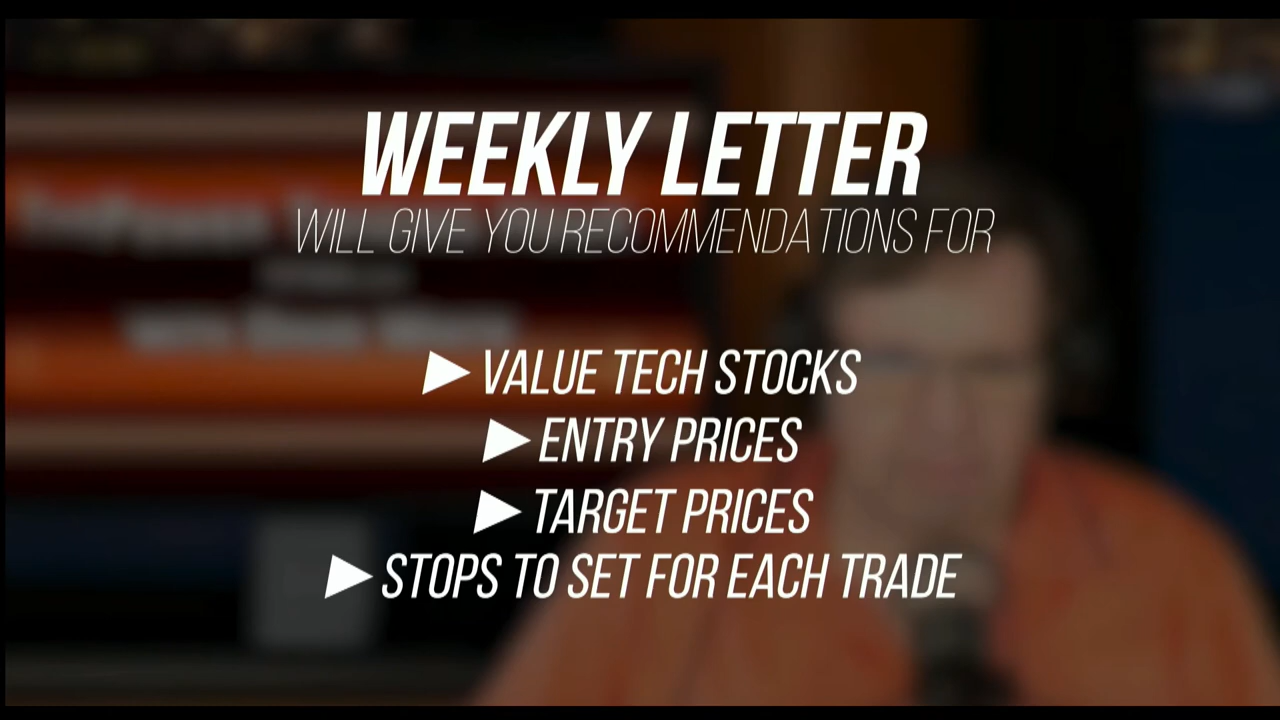 WEEKLY LETTER
WILL GIVE YOU RECOMMENDATIONS FOR
▶ VALUE TECH STOCKS
▶ ENTRY PRICES
▶ TARGET PRICES
▶ STOPS TO SET FOR EACH TRADE